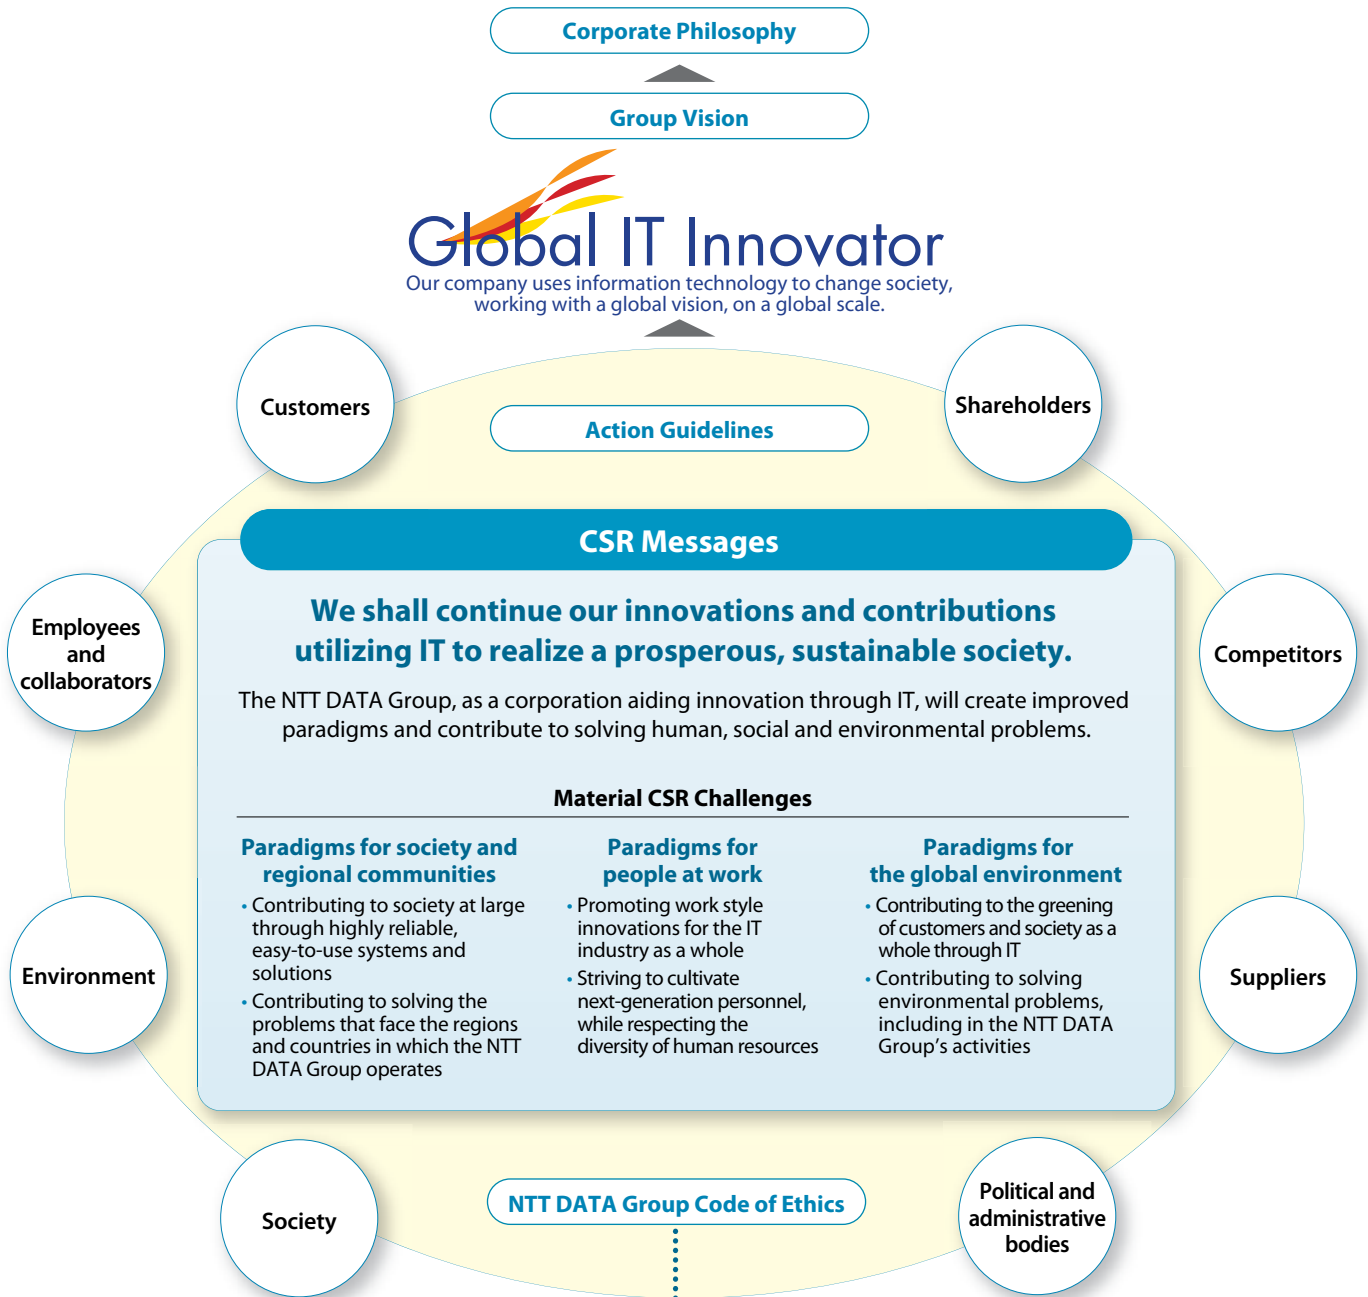 Corporate Philosophy
Group Vision
Global IT Innovator
Our company uses information technology to change society,
working with a global vision, on a global scale.
Customers
Shareholders
Action Guidelines
CSR Messages
We shall continue our innovations and contributions
utilizing IT to realize a prosperous, sustainable society.
Employees
and
collaborators
Competitors
The NTT DATA Group, as a corporation aiding innovation through IT, will create improved
paradigms and contribute to solving human, social and environmental problems.
Material CSR Challenges
Paradigms for society and
regional communities
• Contributing to society at large
through highly reliable,
easy-to-use systems and
solutions
• Contributing to solving the
problems that face the regions
and countries in which the NTT
DATA Group operates
Paradigms for
people at work
• Promoting work style
innovations for the IT
industry as a whole
• Striving to cultivate
next-generation personnel,
while respecting the
diversity of human resources
Paradigms for
the global environment
• Contributing to the greening
of customers and society as a
whole through IT
• Contributing to solving
environmental problems,
including in the NTT DATA
Group's activities
Environment
Suppliers
Society
NTT DATA Group Code of Ethics
Political and
administrative
bodies